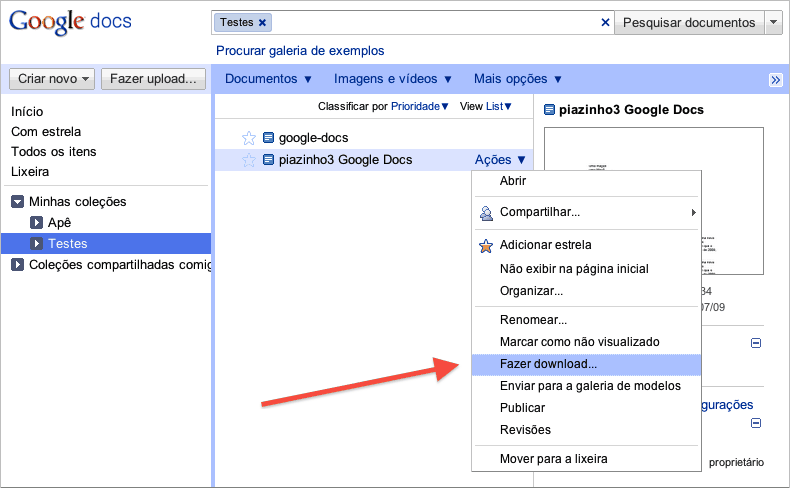 Google docs
Testes × ×
Pesquisar documentos
Procurar galeria de exemplos
Criar novo
Fazer upload...
Documentos ▼ Imagens e vídeos ▼ Mais opções ▼ »
Início
Com estrela
Todos os itens
Lixeira
Minhas coleções
Apê
Testes
Coleções compartilhadas comig
Classificar por Prioridade▼ View List▼
google-docs
piazinho3 Google Docs Ações ▼
Abrir
Compartilhar...
Adicionar estrela
Não exibir na página inicial
Organizar...
Renomear...
Marcar como não visualizado
Fazer download...
Enviar para a galeria de modelos
Publicar
Revisões
Mover para a lixeira
piazinho3 Google Docs
34
07/09
gurações
proprietário